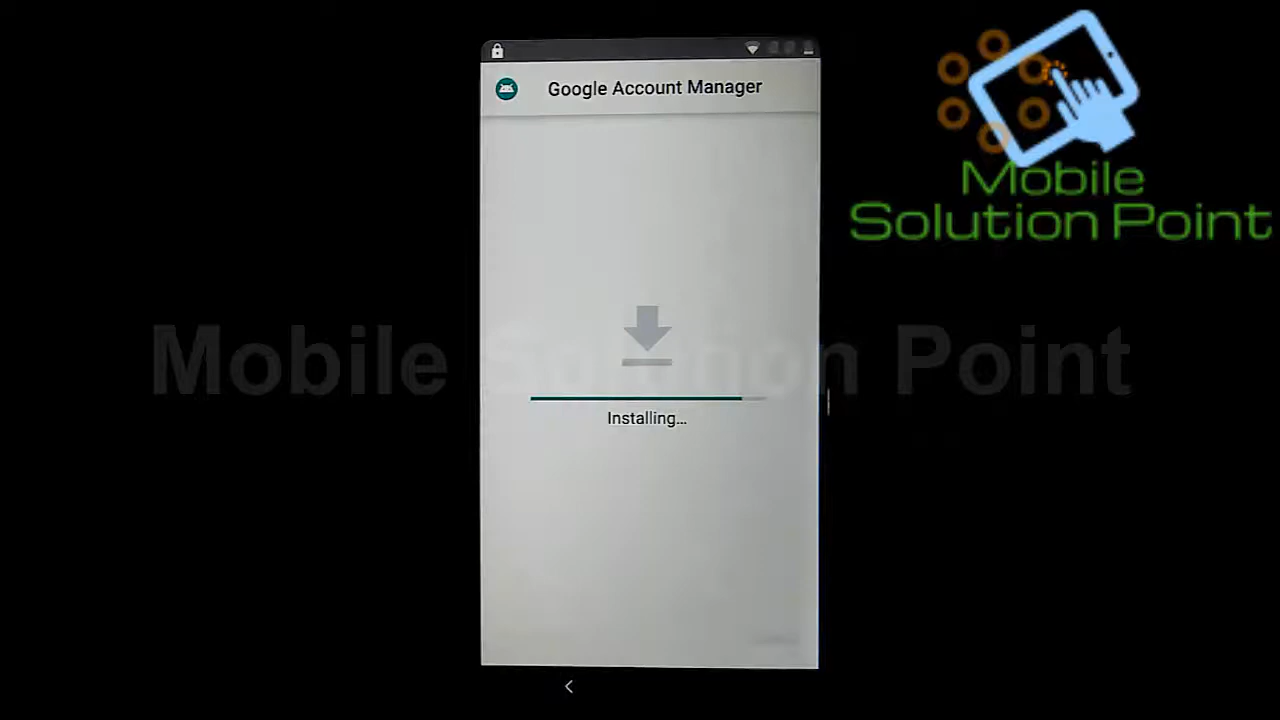 Google Account Manager
Mobile
Solution Point
Mobile Solution Point
Installing...